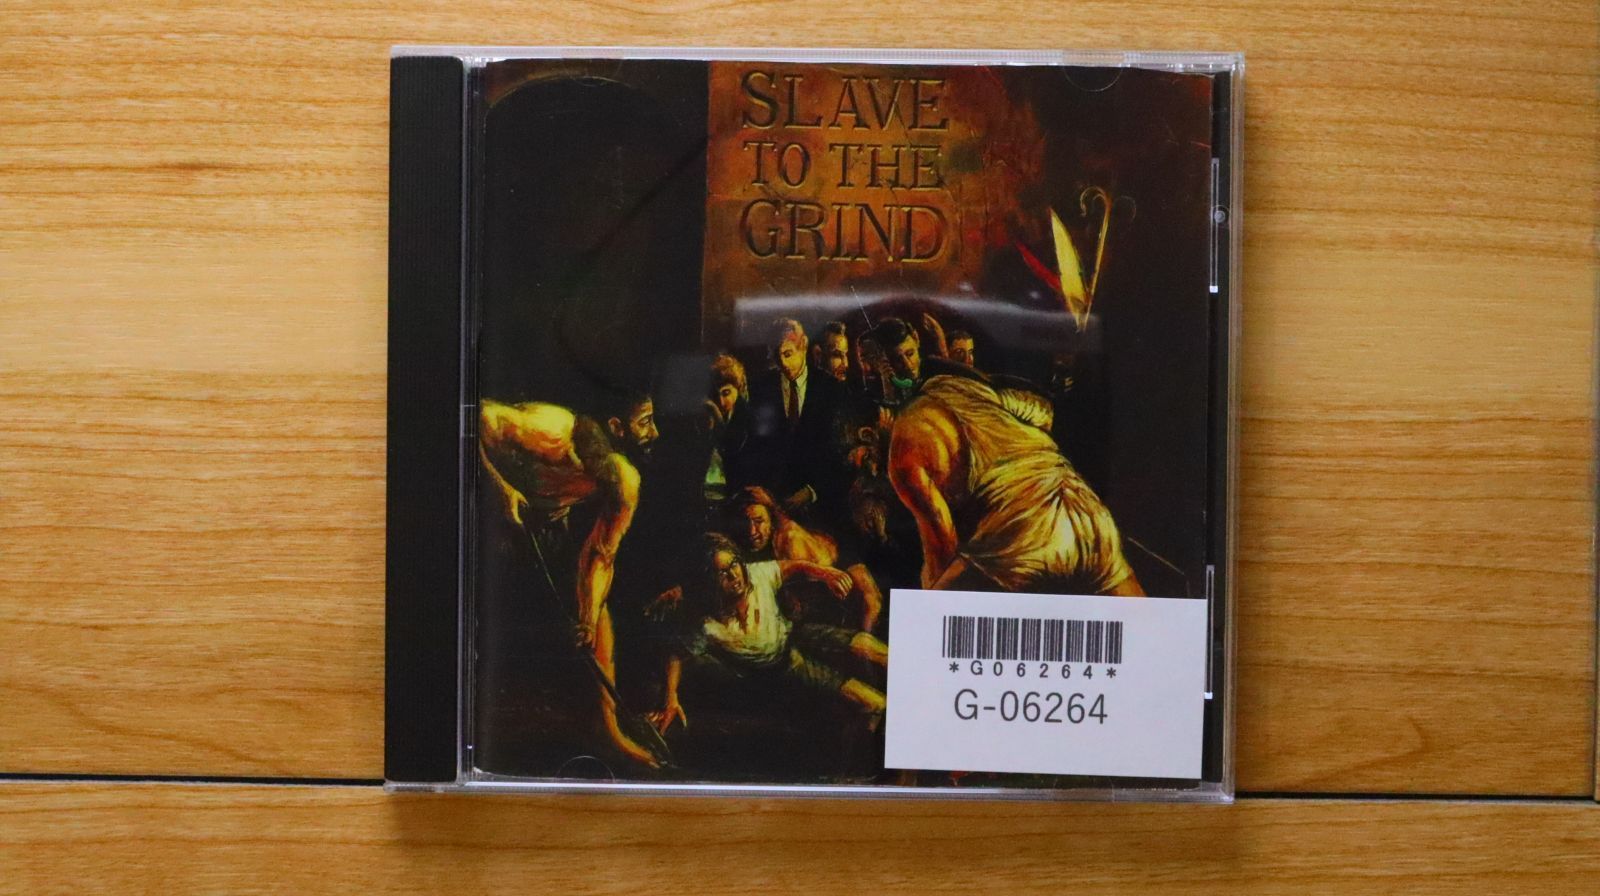 SLAVE
TO THE
GRIND
*G06264*
G-06264